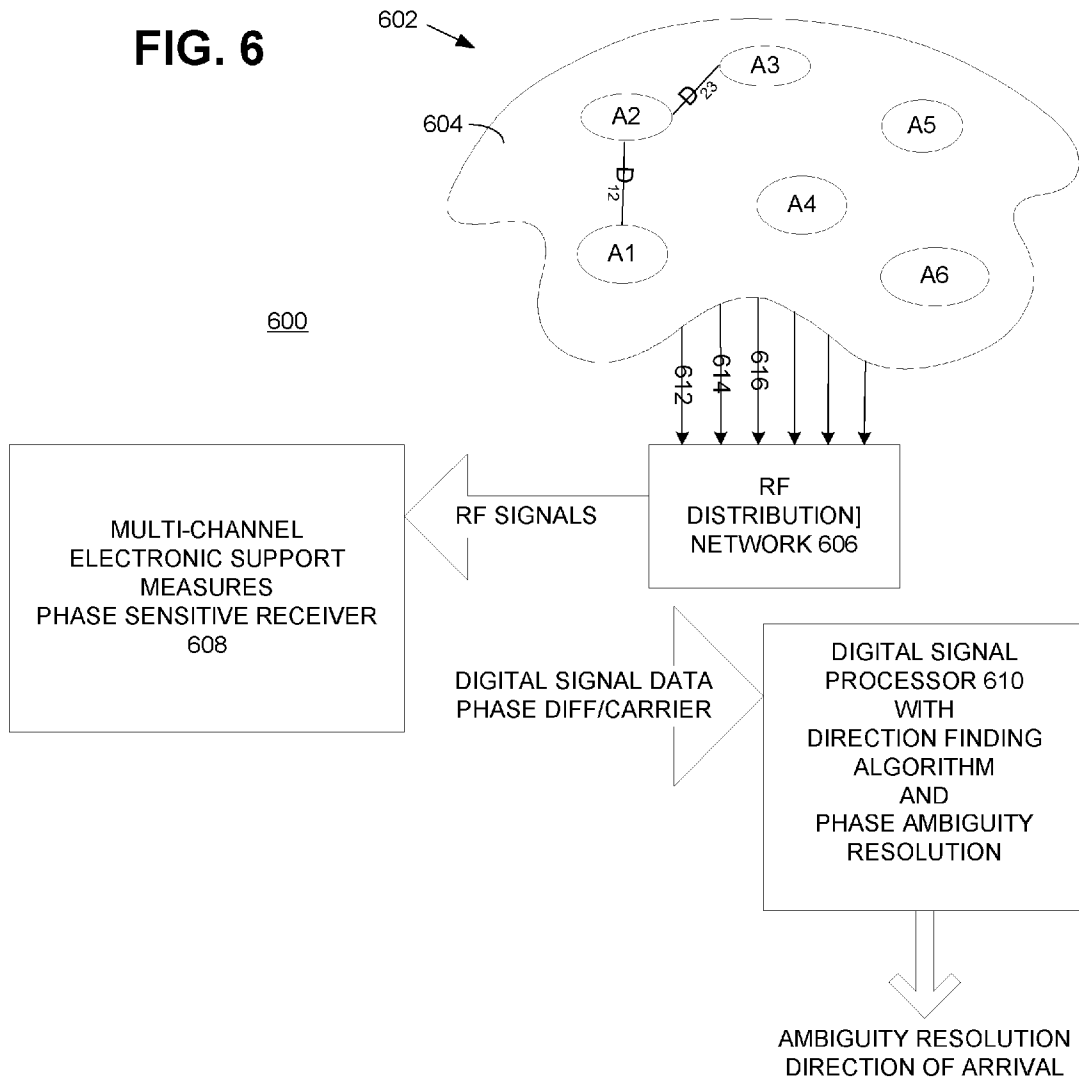 FIG. 6
602
604
A3
D23
A2
A5
D12
A4
A1
A6
600
612
614
616
RF
DISTRIBUTION]
NETWORK 606
RF SIGNALS
MULTI-CHANNEL
ELECTRONIC SUPPORT
MEASURES
PHASE SENSITIVE RECEIVER
608
DIGITAL SIGNAL DATA
PHASE DIFF/CARRIER
DIGITAL SIGNAL
PROCESSOR 610
WITH
DIRECTION FINDING
ALGORITHM
AND
PHASE AMBIGUITY
RESOLUTION
AMBIGUITY RESOLUTION
DIRECTION OF ARRIVAL